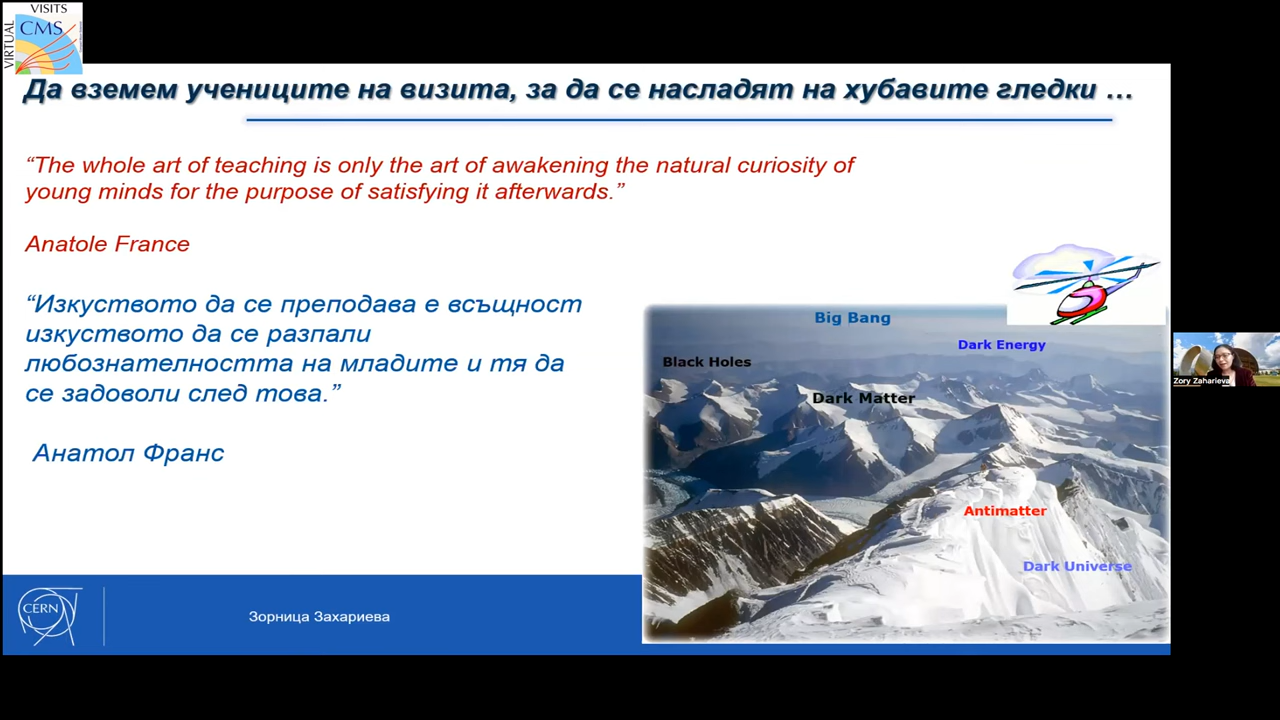 VISITS
CMS
VIRTUAL
Да вземем учениците на визита, за да се насладят на хубавите гледки ...
“The whole art of teaching is only the art of awakening the natural curiosity of
young minds for the purpose of satisfying it afterwards.”
Anatole France
“Изкуството да се преподава е всъщност
изкуството да се разпали
любознателността на младите и тя да
се задоволи след това.”
Анатол Франс
Big Bang
Dark Energy
Black Holes
Dark Matter
Antimatter
Dark Universe
Zory Zaharieva
CERN
Зорница Захариева